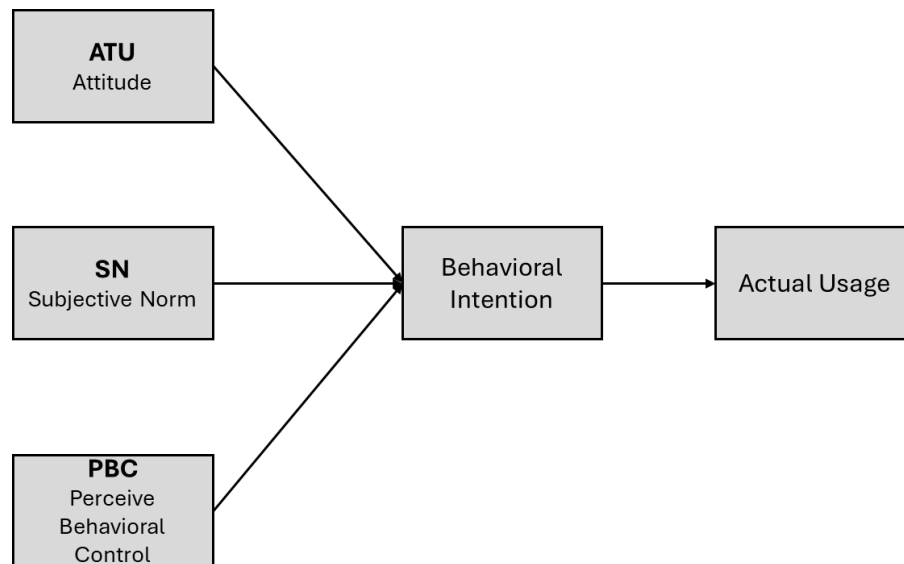 ATU
Attitude
SN
Subjective Norm
Behavioral
Intention
Actual Usage
PBC
Perceive
Behavioral
Control